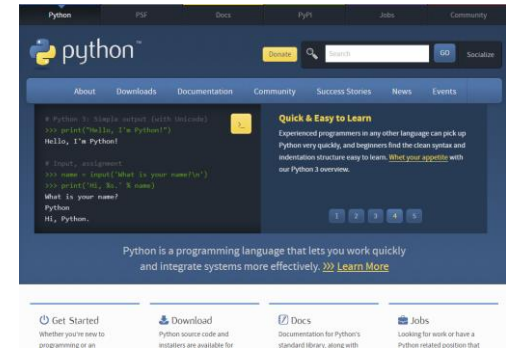 Python
PSF
Docs
PyPI
Jobs
Community
python™
Donate
Search
GO
Socialize
About
Downloads
Documentation
Community
Success Stories
News
Events
# Python 3: Simple output (with Unicode)
>>> print("Hello, I'm Python!")
Hello, I'm Python!
# Input, assignment
>>> name = input('What is your name?\n')
>>> print('Hi, %s.' % name)
What is your name?
Python
Hi, Python.
>_
Quick & Easy to Learn
Experienced programmers in any other language can pick up
Python very quickly, and beginners find the clean syntax and
indentation structure easy to learn. Whet your appetite with
our Python 3 overview.
1
2
3
4
5
Python is a programming language that lets you work quickly
and integrate systems more effectively. >>> Learn More
Get Started
Whether you're new to
programming or an
Download
Python source code and
installers are available for
Docs
Documentation for Python's
standard library, along with
Jobs
Looking for work or have a
Python related position that